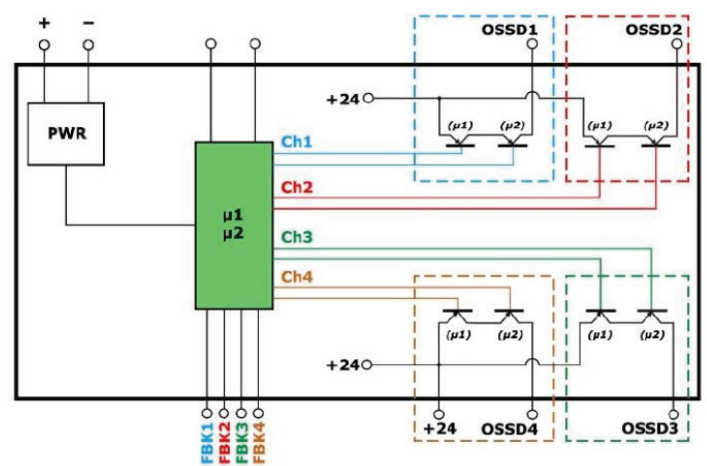 + −
OSSD1 OSSD2
+24
PWR
(µ1) (µ2) (µ1) (µ2)
Ch1
Ch2
µ1
µ2
Ch3
Ch4
(µ1) (µ2) (µ1) (µ2)
+24
+24 OSSD4 OSSD3
FBK1
FBK2
FBK3
FBK4